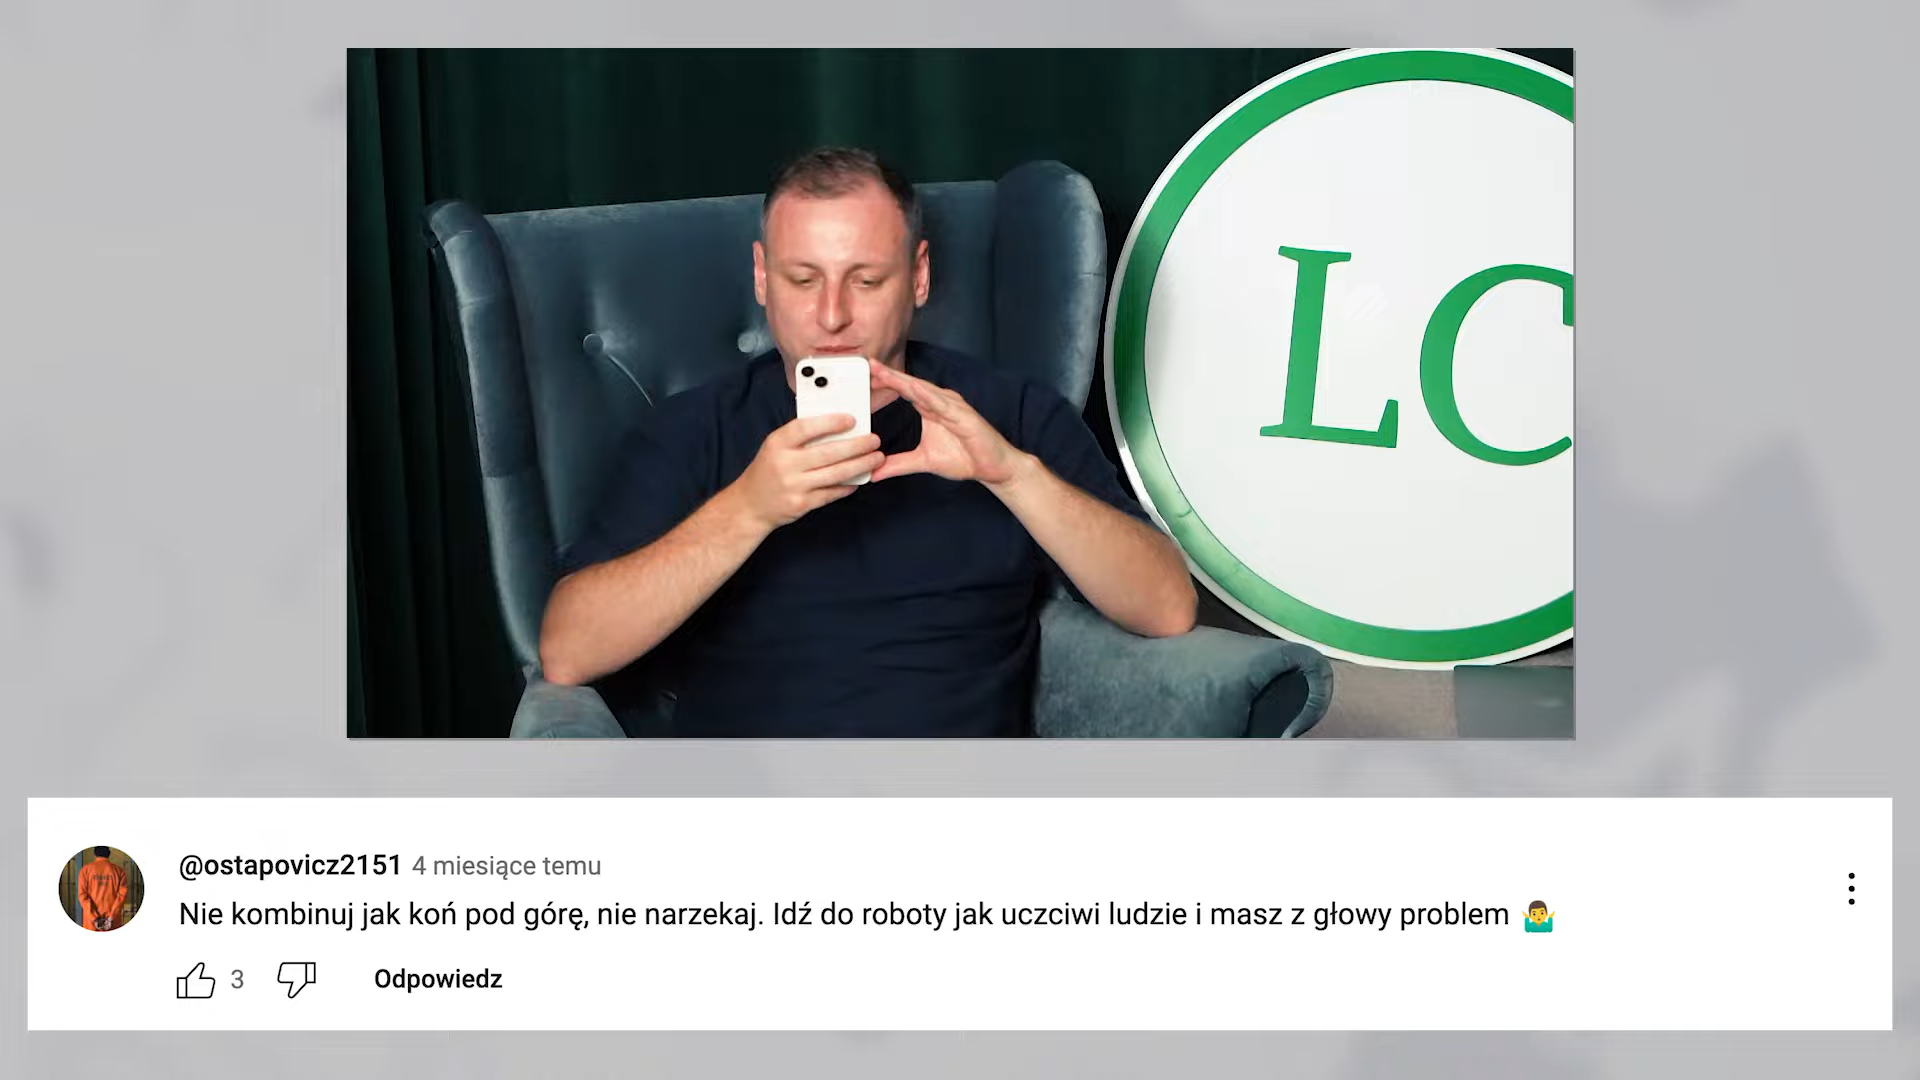 LC
@ostapovicz2151 4 miesiące temu
Nie kombinuj jak koń pod górę, nie narzekaj. Idź do roboty jak uczciwi ludzie i masz z głowy problem 🤷‍♂️
3 Odpowiedz